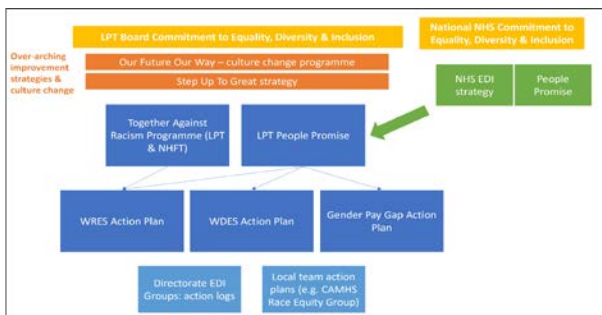 LPT Board Commitment to Equality, Diversity & Inclusion
National NHS Commitment to
Equality, Diversity & Inclusion
Over-arching
improvement
strategies &
culture change
Our Future Our Way – culture change programme
Step Up To Great strategy
NHS EDI
strategy
People
Promise
Together Against
Racism Programme (LPT
& NHFT)
LPT People Promise
WRES Action Plan
WDES Action Plan
Gender Pay Gap Action
Plan
Directorate EDI
Groups: action logs
Local team action
plans (e.g. CAMHS
Race Equity Group)